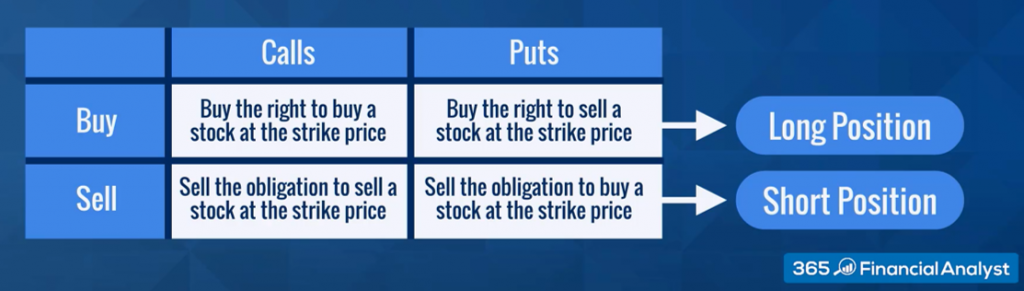 Calls
Puts
Buy
Buy the right to buy a
stock at the strike price
Buy the right to sell a
stock at the strike price
Long Position
Sell
Sell the obligation to sell a
stock at the strike price
Sell the obligation to buy a
stock at the strike price
Short Position
365 Financial Analyst